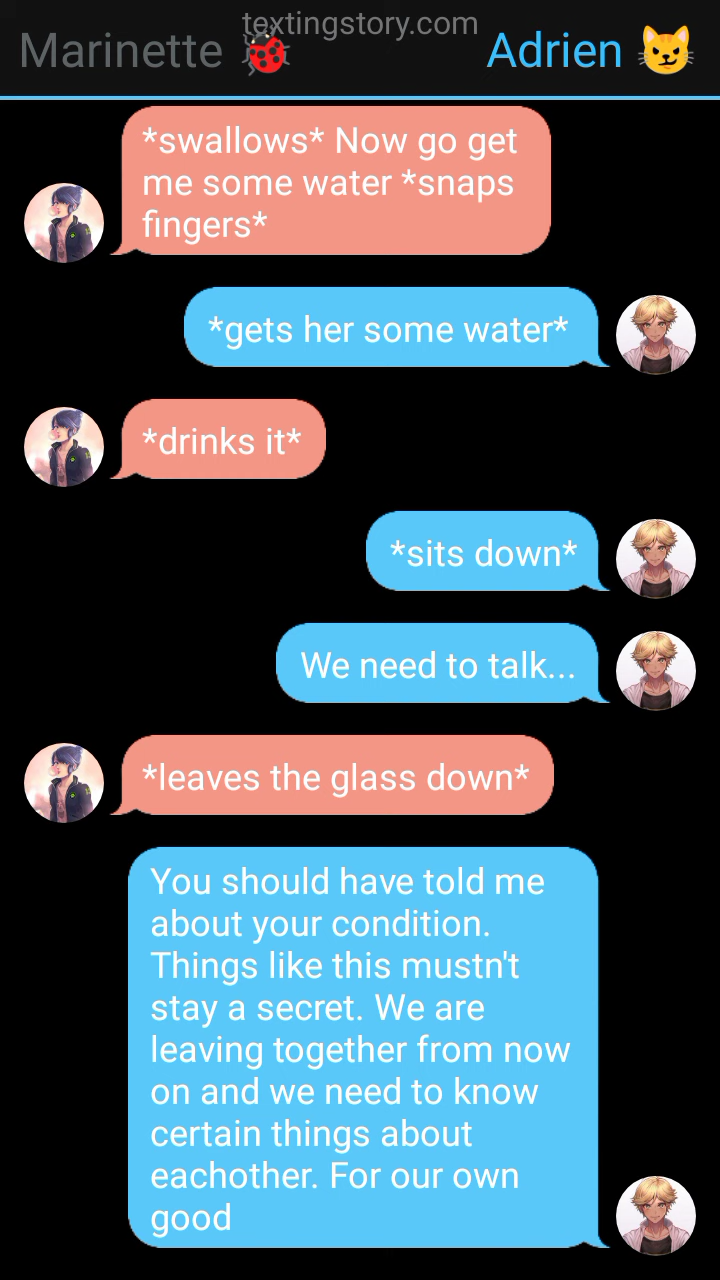 textingstory.com
Marinette 🐞
Adrien 😼
*swallows* Now go get
me some water *snaps
fingers*
*gets her some water*
*drinks it*
*sits down*
We need to talk...
*leaves the glass down*
You should have told me
about your condition.
Things like this mustn't
stay a secret. We are
leaving together from now
on and we need to know
certain things about
eachother. For our own
good